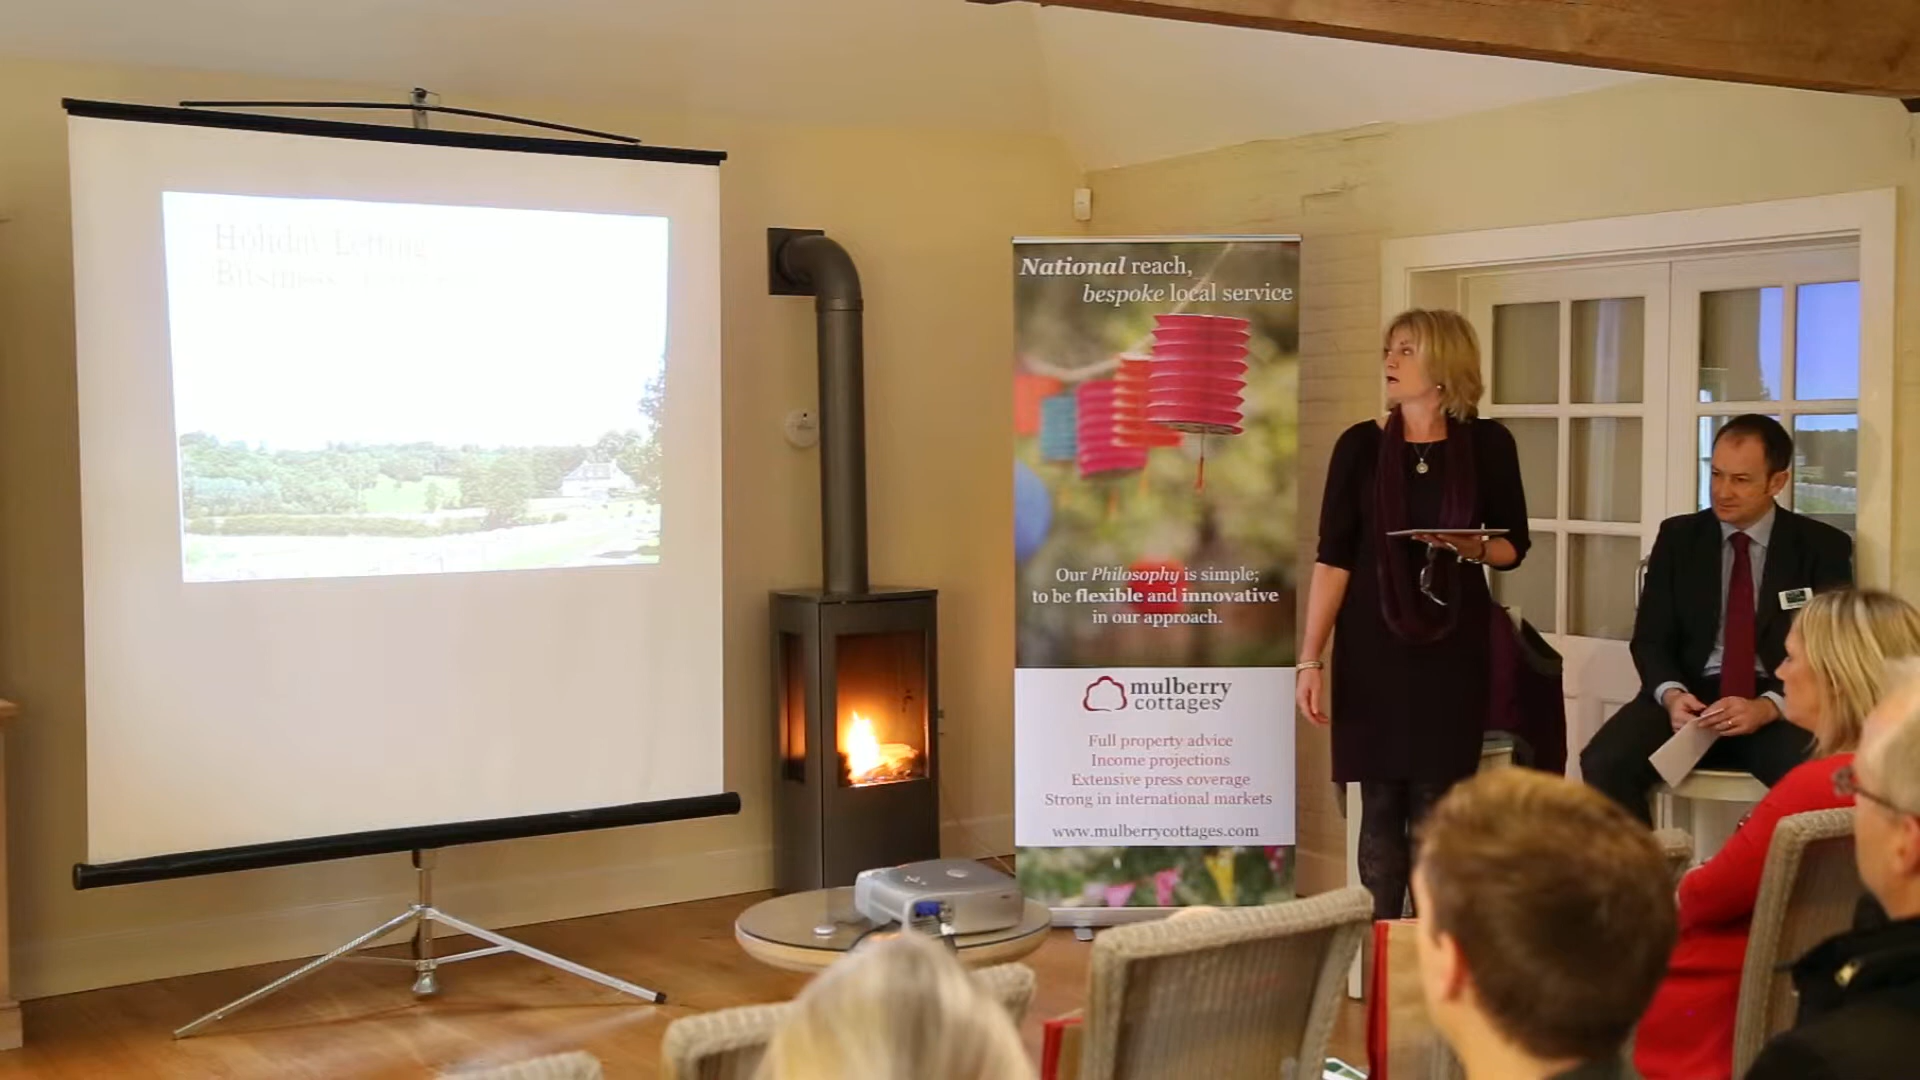 Holiday Letting
Business
National reach,
bespoke local service
Our Philosophy is simple;
to be flexible and innovative
in our approach.
mulberry
cottages
Full property advice
Income projections
Extensive press coverage
Strong in international markets
www.mulberrycottages.com